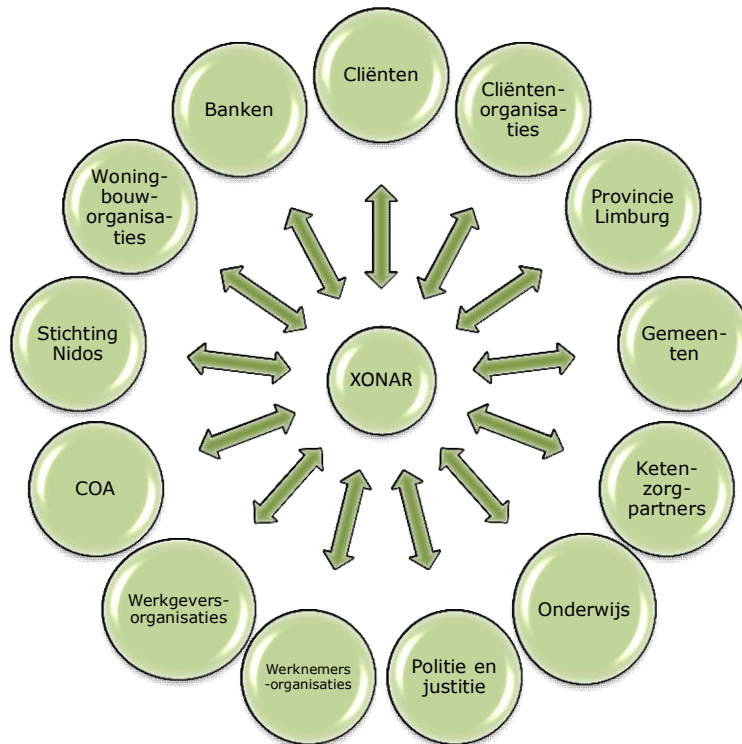 Cliënten
Cliënten-
organisa-
ties
Provincie
Limburg
Gemeen-
ten
Keten-
zorg-
partners
Onderwijs
Politie en
justitie
Werknemers
-organisaties
Werkgevers-
organisaties
COA
Stichting
Nidos
Woning-
bouw-
organisa-
ties
Banken
XONAR